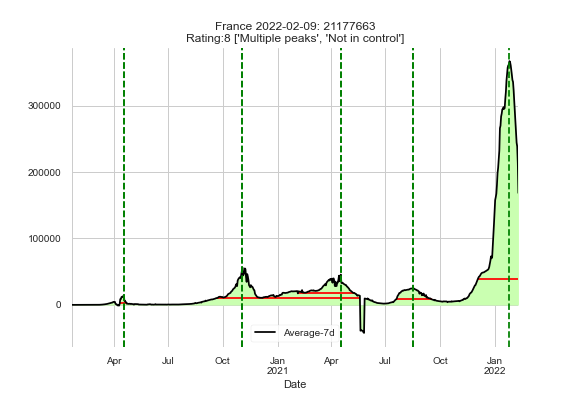 France 2022-02-09: 21177663
Rating:8 ['Multiple peaks', 'Not in control']
300000
200000
100000
0
Average-7d
Apr Jul Oct Jan Apr Jul Oct Jan
2021 2022
Date